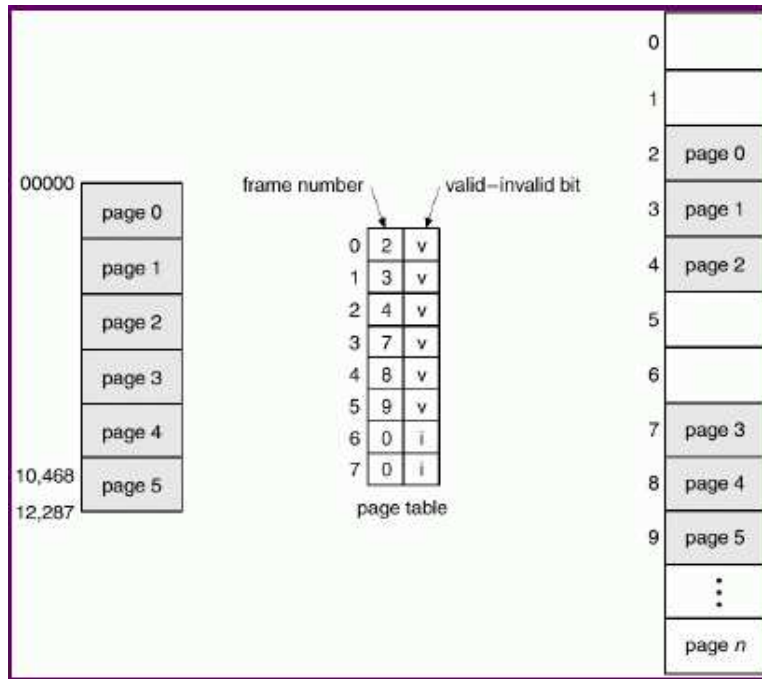 00000
page 0
page 1
page 2
page 3
page 4
10,468
page 5
12,287
frame number
valid–invalid bit
0 2 v
1 3 v
2 4 v
3 7 v
4 8 v
5 9 v
6 0 i
7 0 i
page table
0
1
2 page 0
3 page 1
4 page 2
5
6
7 page 3
8 page 4
9 page 5
⋮
page n